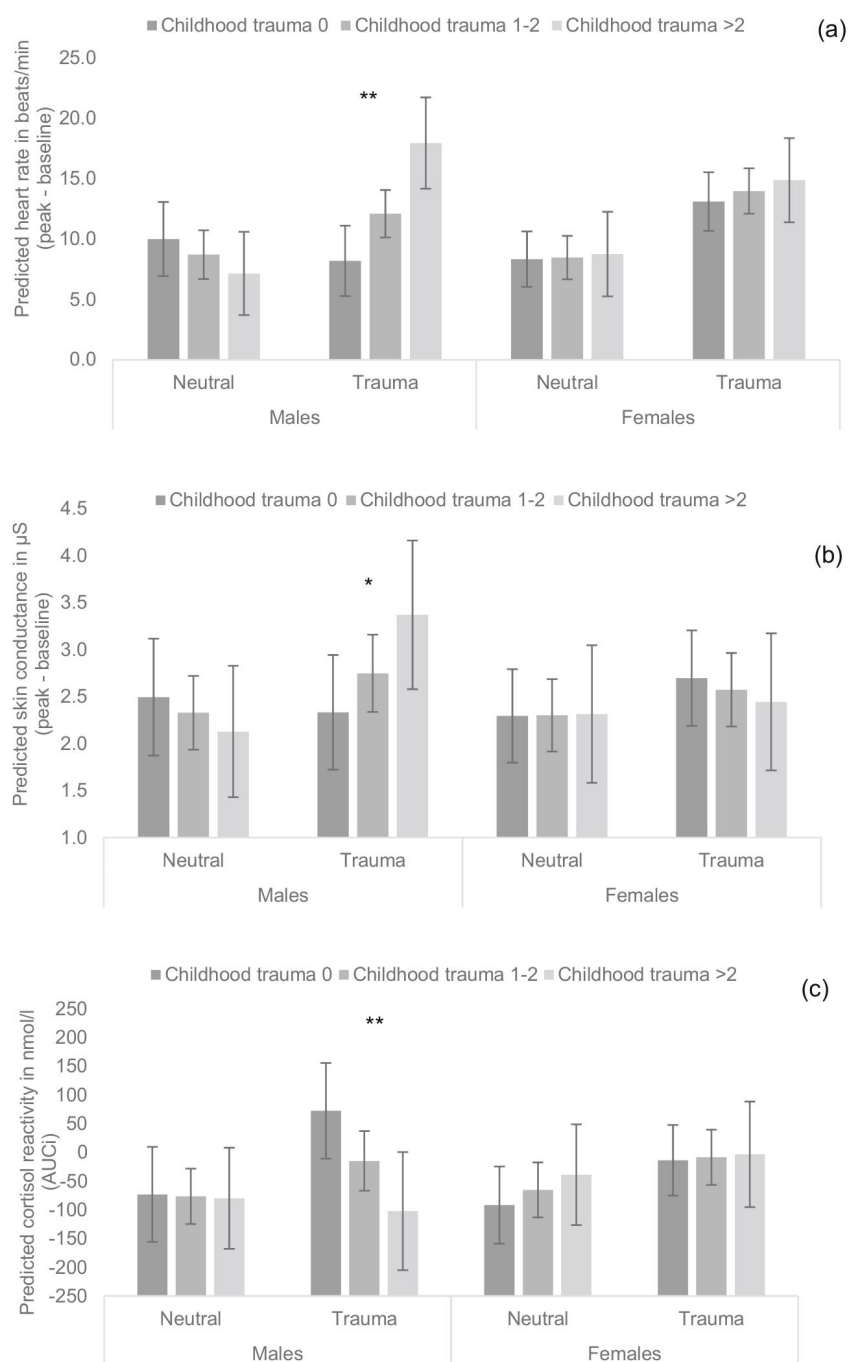 Childhood trauma 0 Childhood trauma 1-2 Childhood trauma >2
(a)
Predicted heart rate in beats/min
(peak - baseline)
25.0
20.0
15.0
10.0
5.0
0.0
**
Neutral Trauma Neutral Trauma
Males Females
Childhood trauma 0 Childhood trauma 1-2 Childhood trauma >2
(b)
Predicted skin conductance in µS
(peak - baseline)
4.5
4.0
3.5
3.0
2.5
2.0
1.5
1.0
*
Neutral Trauma Neutral Trauma
Males Females
Childhood trauma 0 Childhood trauma 1-2 Childhood trauma >2
(c)
Predicted cortisol reactivity in nmol/l
(AUCi)
250
200
150
100
50
0
-50
-100
-150
-200
-250
**
Neutral Trauma Neutral Trauma
Males Females